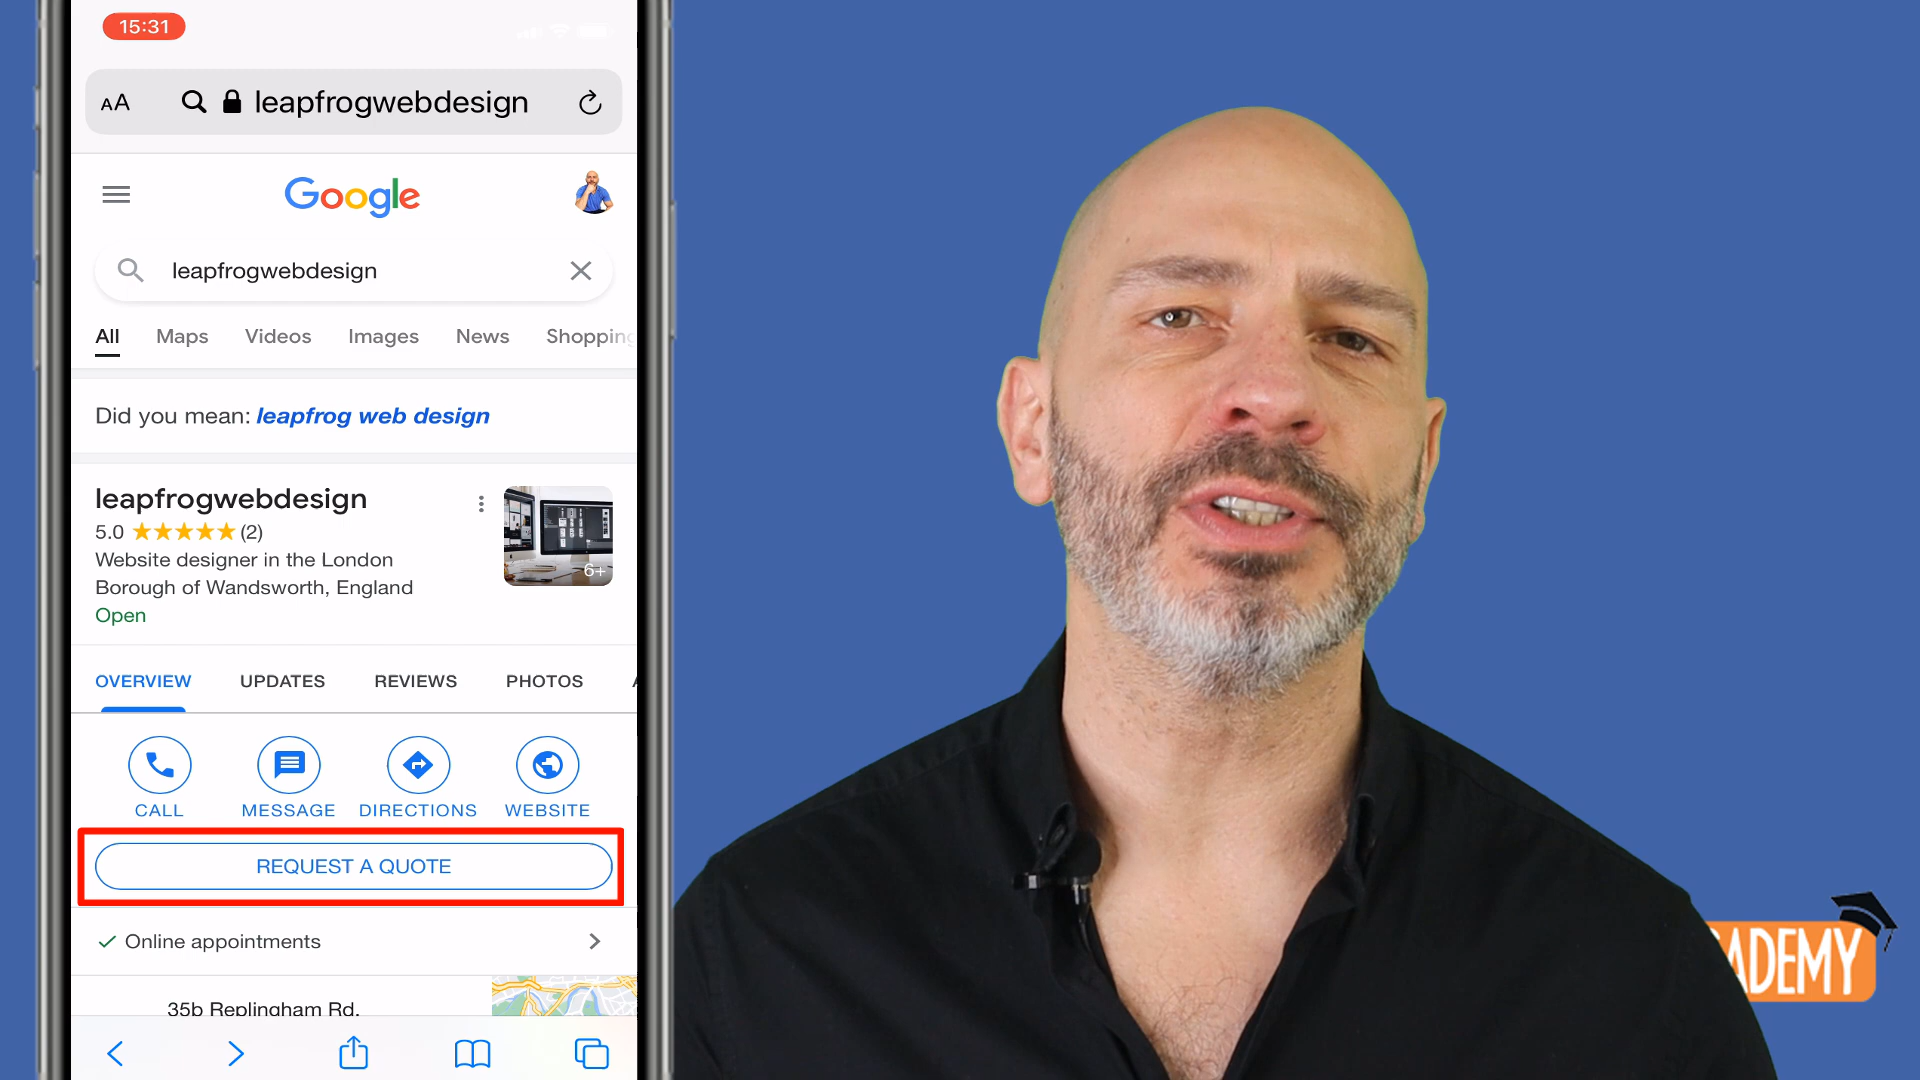 15:31
AA leapfrogwebdesign
Google
leapfrogwebdesign
All Maps Videos Images News Shopping
Did you mean: leapfrog web design
leapfrogwebdesign
5.0 (2)
Website designer in the London
Borough of Wandsworth, England
Open
6+
OVERVIEW UPDATES REVIEWS PHOTOS
CALL MESSAGE DIRECTIONS WEBSITE
REQUEST A QUOTE
Online appointments
35b Replingham Rd.
ADEMY